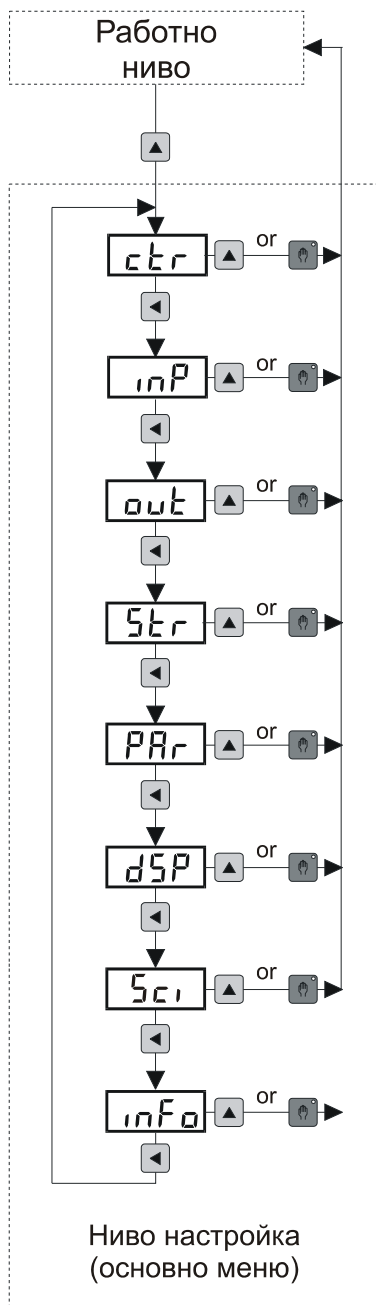 Работно
ниво
ctr
or
inP
or
out
or
Str
or
PAr
or
dSP
or
Sci
or
inFo
or
Ниво настройка
(основно меню)